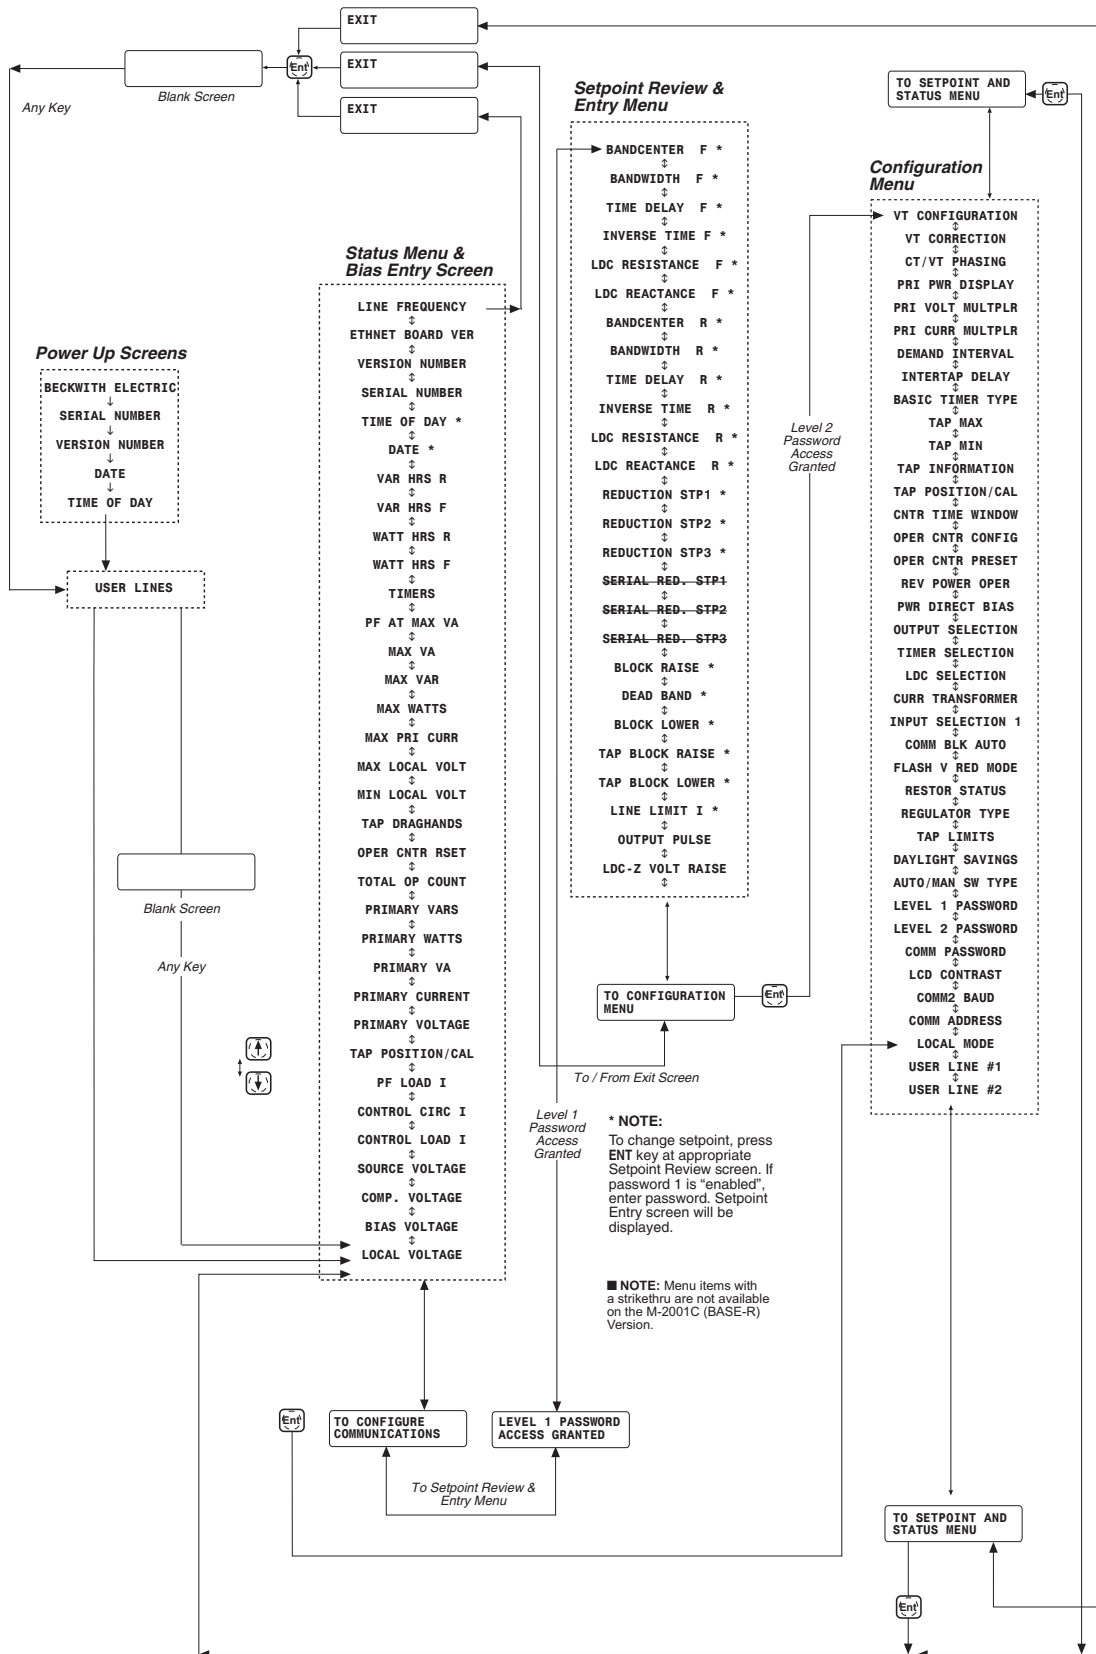 EXIT
EXIT
EXIT
Ent
Blank Screen
Any Key
Power Up Screens
BECKWITH ELECTRIC
↓
SERIAL NUMBER
↓
VERSION NUMBER
↓
DATE
↓
TIME OF DAY
USER LINES
Blank Screen
Any Key
Status Menu &
Bias Entry Screen
LINE FREQUENCY
ETHNET BOARD VER
VERSION NUMBER
SERIAL NUMBER
TIME OF DAY *
DATE *
VAR HRS R
VAR HRS F
WATT HRS R
WATT HRS F
TIMERS
PF AT MAX VA
MAX VA
MAX VAR
MAX WATTS
MAX PRI CURR
MAX LOCAL VOLT
MIN LOCAL VOLT
TAP DRAGHANDS
OPER CNTR RSET
TOTAL OP COUNT
PRIMARY VARS
PRIMARY WATTS
PRIMARY VA
PRIMARY CURRENT
PRIMARY VOLTAGE
TAP POSITION/CAL
PF LOAD I
CONTROL CIRC I
CONTROL LOAD I
SOURCE VOLTAGE
COMP. VOLTAGE
BIAS VOLTAGE
LOCAL VOLTAGE
Ent
TO CONFIGURE
COMMUNICATIONS
LEVEL 1 PASSWORD
ACCESS GRANTED
To Setpoint Review &
Entry Menu
Setpoint Review &
Entry Menu
BANDCENTER F *
BANDWIDTH F *
TIME DELAY F *
INVERSE TIME F *
LDC RESISTANCE F *
LDC REACTANCE F *
BANDCENTER R *
BANDWIDTH R *
TIME DELAY R *
INVERSE TIME R *
LDC RESISTANCE R *
LDC REACTANCE R *
REDUCTION STP1 *
REDUCTION STP2 *
REDUCTION STP3 *
SERIAL RED. STP1
SERIAL RED. STP2
SERIAL RED. STP3
BLOCK RAISE *
DEAD BAND *
BLOCK LOWER *
TAP BLOCK RAISE *
TAP BLOCK LOWER *
LINE LIMIT I *
OUTPUT PULSE
LDC-Z VOLT RAISE
TO CONFIGURATION
MENU
Ent
To / From Exit Screen
Level 1
Password
Access
Granted
* NOTE:
To change setpoint, press
ENT key at appropriate
Setpoint Review screen. If
password 1 is “enabled”,
enter password. Setpoint
Entry screen will be
displayed.
■ NOTE: Menu items with
a strikethru are not available
on the M-2001C (BASE-R)
Version.
Level 2
Password
Access
Granted
TO SETPOINT AND
STATUS MENU
Ent
Configuration
Menu
VT CONFIGURATION
VT CORRECTION
CT/VT PHASING
PRI PWR DISPLAY
PRI VOLT MULTPLR
PRI CURR MULTPLR
DEMAND INTERVAL
INTERTAP DELAY
BASIC TIMER TYPE
TAP MAX
TAP MIN
TAP INFORMATION
TAP POSITION/CAL
CNTR TIME WINDOW
OPER CNTR CONFIG
OPER CNTR PRESET
REV POWER OPER
PWR DIRECT BIAS
OUTPUT SELECTION
TIMER SELECTION
LDC SELECTION
CURR TRANSFORMER
INPUT SELECTION 1
COMM BLK AUTO
FLASH V RED MODE
RESTOR STATUS
REGULATOR TYPE
TAP LIMITS
DAYLIGHT SAVINGS
AUTO/MAN SW TYPE
LEVEL 1 PASSWORD
LEVEL 2 PASSWORD
COMM PASSWORD
LCD CONTRAST
COMM2 BAUD
COMM ADDRESS
LOCAL MODE
USER LINE #1
USER LINE #2
TO SETPOINT AND
STATUS MENU
Ent